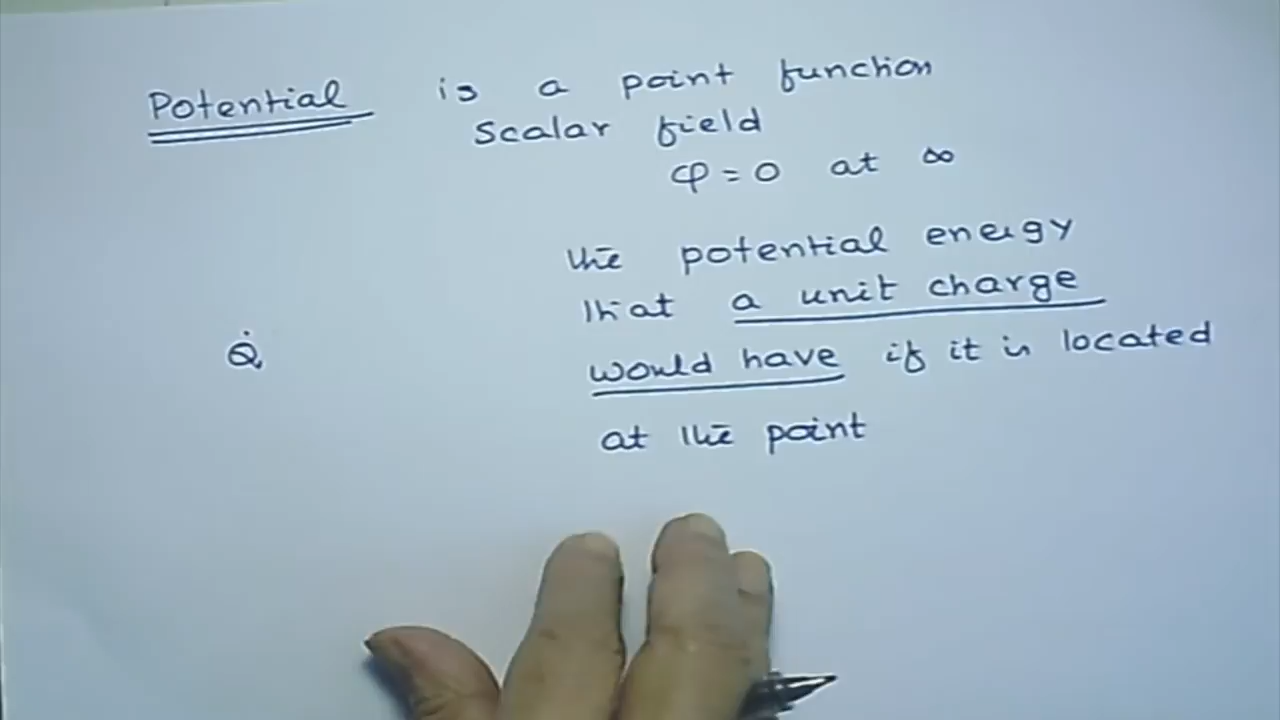 Potential is a point function
Scalar field
φ = 0 at ∞
the potential energy
that a unit charge
would have if it is located
at the point
Q